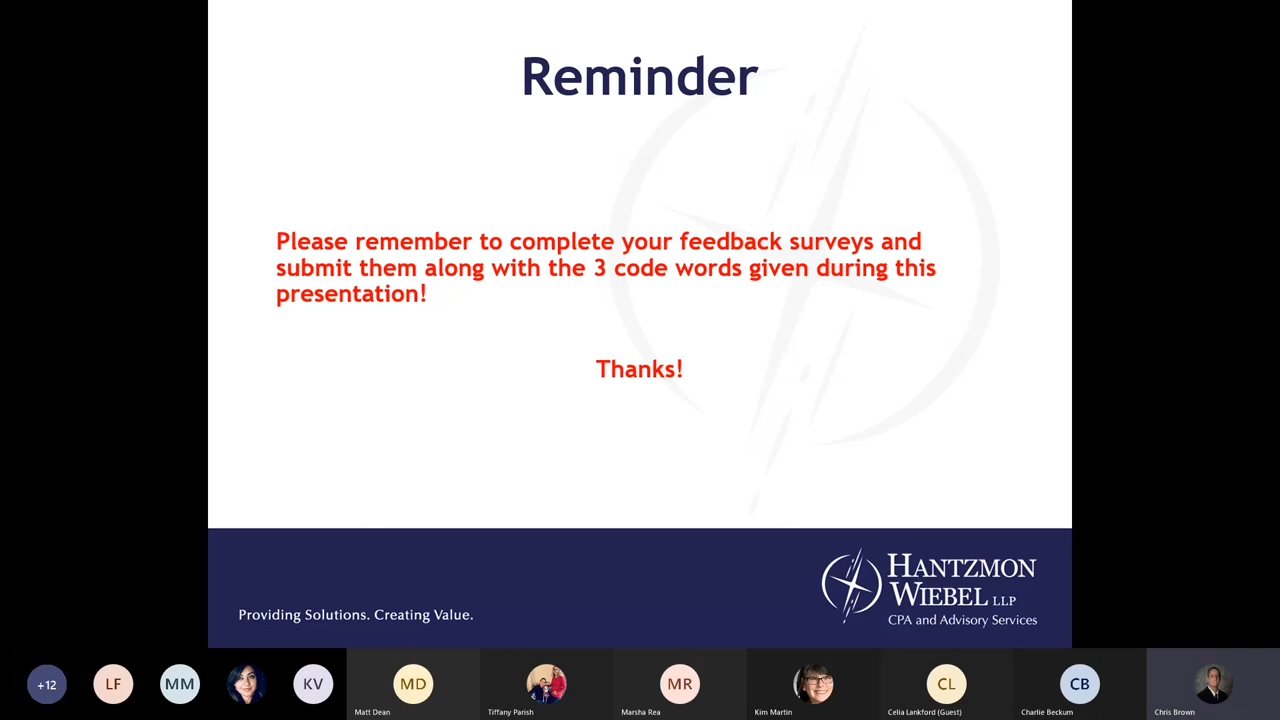 Reminder
Please remember to complete your feedback surveys and
submit them along with the 3 code words given during this
presentation!
Thanks!
Providing Solutions. Creating Value.
HANTZMON
WIEBEL LLP
CPA and Advisory Services
+12
LF
MM
KV
MD
Matt Dean
Tiffany Parish
MR
Marsha Rea
Kim Martin
CL
Celia Lankford (Guest)
CB
Charlie Beckum
Chris Brown